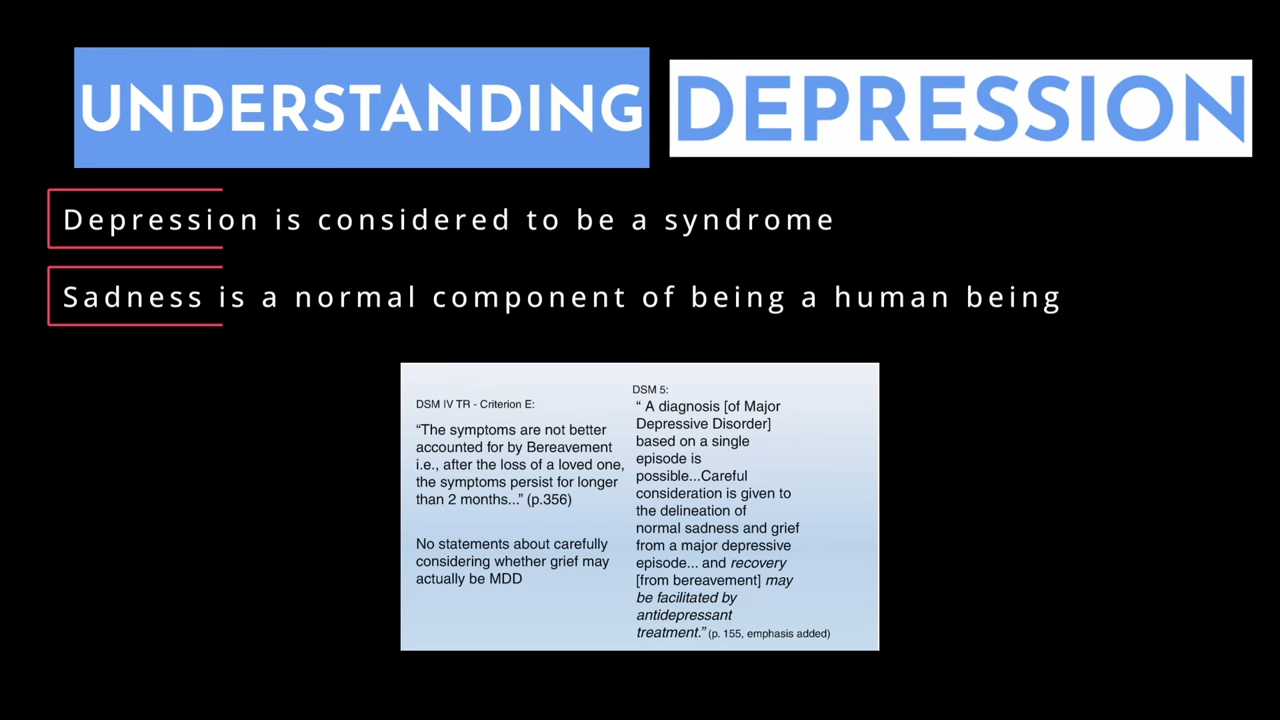 UNDERSTANDING DEPRESSION
Depression is considered to be a syndrome
Sadness is a normal component of being a human being
DSM IV TR - Criterion E:
“The symptoms are not better
accounted for by Bereavement
i.e., after the loss of a loved one,
the symptoms persist for longer
than 2 months...” (p.356)
No statements about carefully
considering whether grief may
actually be MDD
DSM 5:
“ A diagnosis [of Major
Depressive Disorder]
based on a single
episode is
possible...Careful
consideration is given to
the delineation of
normal sadness and grief
from a major depressive
episode... and recovery
[from bereavement] may
be facilitated by
antidepressant
treatment.” (p. 155, emphasis added)